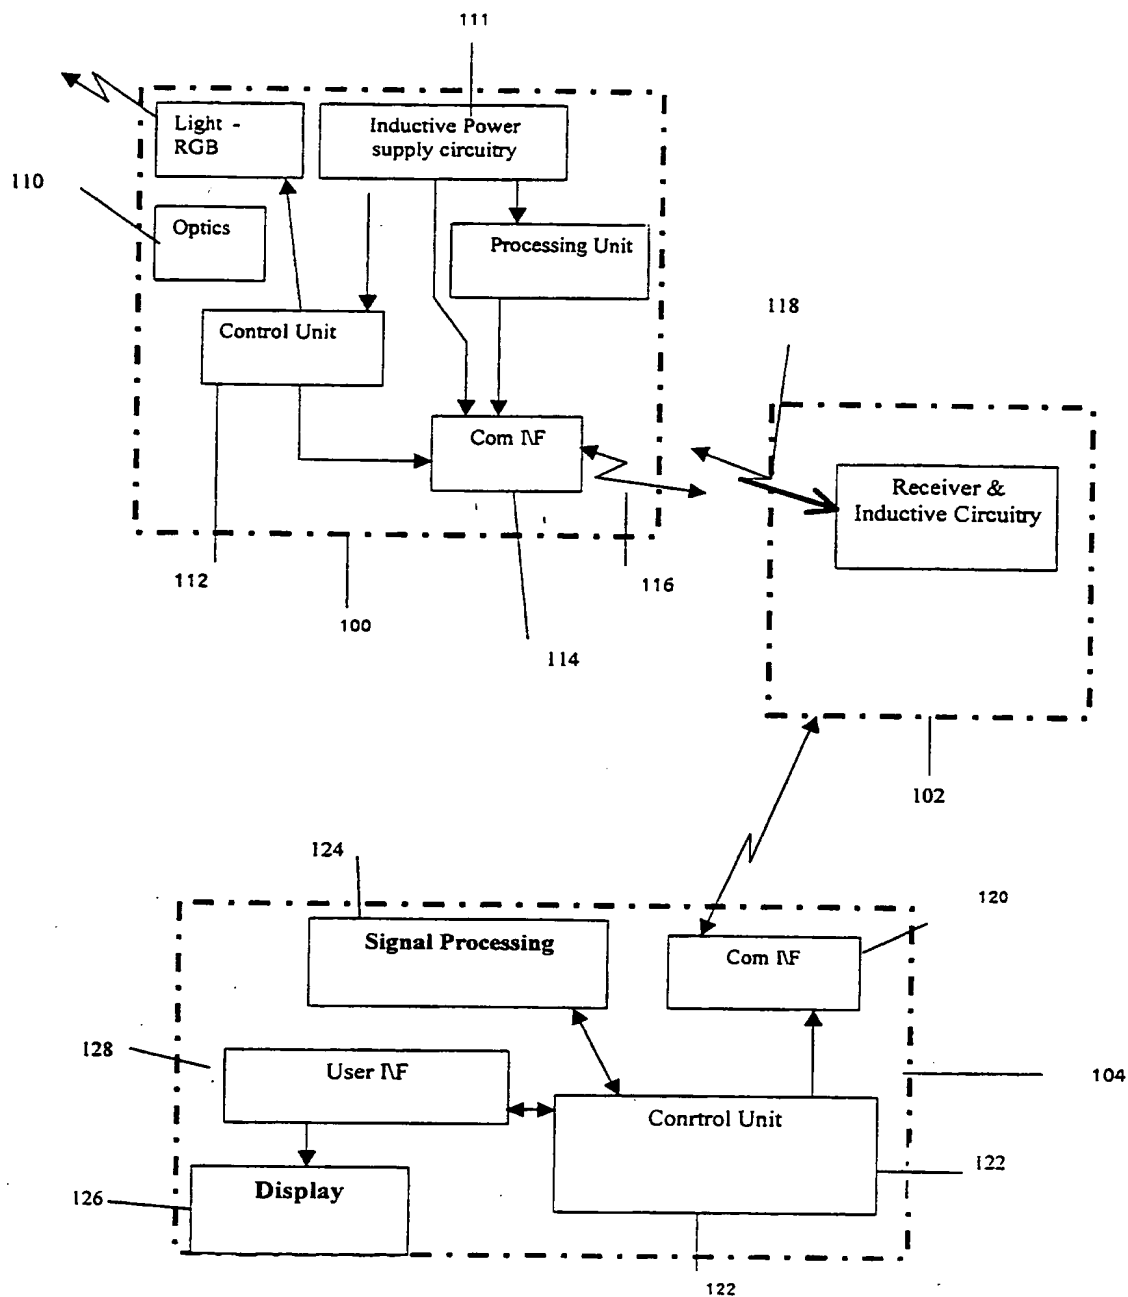 111
Light -
RGB
Inductive Power
supply circuitry
110
Optics
Processing Unit
118
Control Unit
Com I\F
Receiver &
Inductive Circuitry
112
116
100
114
102
124
120
Signal Processing
Com I\F
128
User I\F
104
Conrtrol Unit
122
126
Display
122